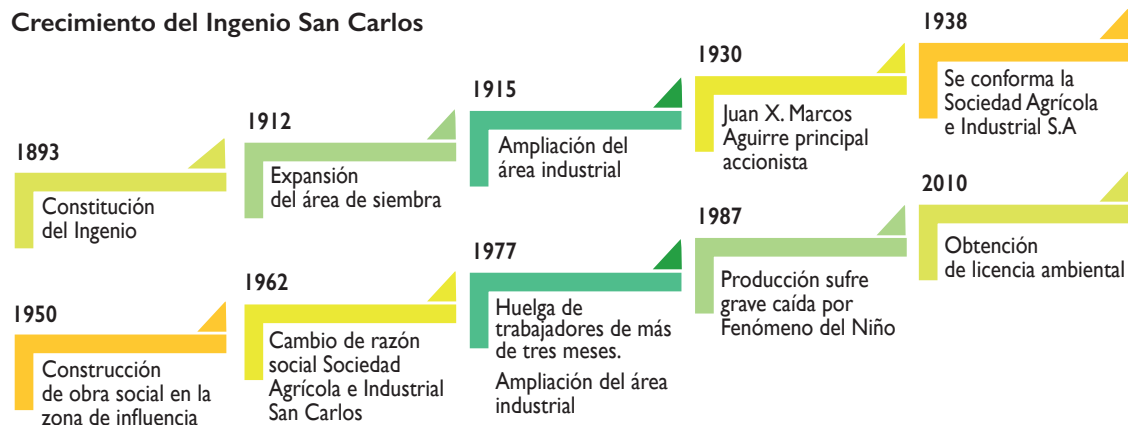 Crecimiento del Ingenio San Carlos
1893
Constitución
del Ingenio
1912
Expansión
del área de siembra
1915
Ampliación del
área industrial
1930
Juan X. Marcos
Aguirre principal
accionista
1938
Se conforma la
Sociedad Agrícola
e Industrial S.A
1950
Construcción
de obra social en la
zona de influencia
1962
Cambio de razón
social Sociedad
Agrícola e Industrial
San Carlos
1977
Huelga de
trabajadores de más
de tres meses.
Ampliación del área
industrial
1987
Producción sufre
grave caída por
Fenómeno del Niño
2010
Obtención
de licencia ambiental